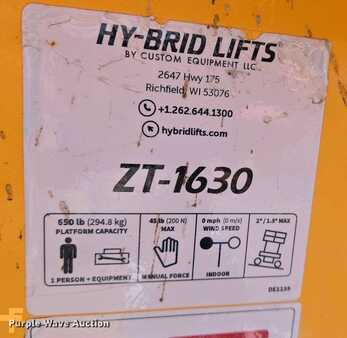 HY-BRID LIFTS
BY CUSTOM EQUIPMENT LLC
2647 Hwy 175
Richfield, WI 53076
+1.262.644.1300
hybridlifts.com
ZT-1630
650 lb (294.8 kg)
PLATFORM CAPACITY
1 PERSON + EQUIPMENT
45 lb (200 N)
MAX
MANUAL FORCE
0 mph (0 m/s)
WIND SPEED
INDOOR
2° / 1.5° MAX
Purple Wave Auction